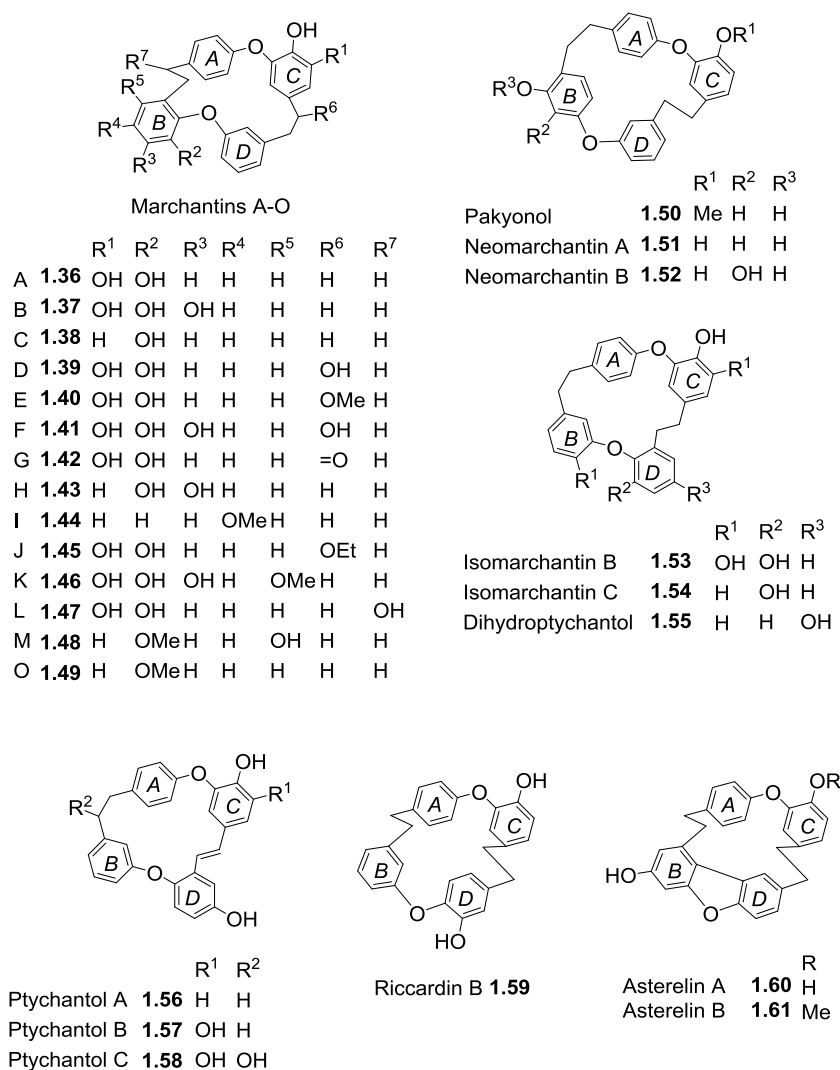 R⁷
A
O
OH
R¹
R⁵
C
R⁴
B
O
R⁶
R³
R²
D
Marchantins A-O
R¹ R² R³ R⁴ R⁵ R⁶ R⁷
A 1.36 OH OH H H H H H
B 1.37 OH OH OH H H H H
C 1.38 H OH H H H H H
D 1.39 OH OH H H H OH H
E 1.40 OH OH H H H OMe H
F 1.41 OH OH OH H H OH H
G 1.42 OH OH H H H =O H
H 1.43 H OH OH H H H H
I 1.44 H H H OMe H H H
J 1.45 OH OH H H H OEt H
K 1.46 OH OH OH H OMe H H
L 1.47 OH OH H H H H OH
M 1.48 H OMe H H OH H H
O 1.49 H OMe H H H H H
A
O
OR¹
R³O
B
C
R²
O
D
R¹ R² R³
Pakyonol 1.50 Me H H
Neomarchantin A 1.51 H H H
Neomarchantin B 1.52 H OH H
A
O
OH
C
R¹
B
O
R¹
R²
D
R³
R¹ R² R³
Isomarchantin B 1.53 OH OH H
Isomarchantin C 1.54 H OH H
Dihydroptychantol 1.55 H H OH
A
O
OH
R²
C
R¹
B
O
D
OH
R¹ R²
Ptychantol A 1.56 H H
Ptychantol B 1.57 OH H
Ptychantol C 1.58 OH OH
A
O
OH
C
B
D
O
HO
Riccardin B 1.59
A
O
OR
C
HO
B
D
O
R
Asterelin A 1.60 H
Asterelin B 1.61 Me